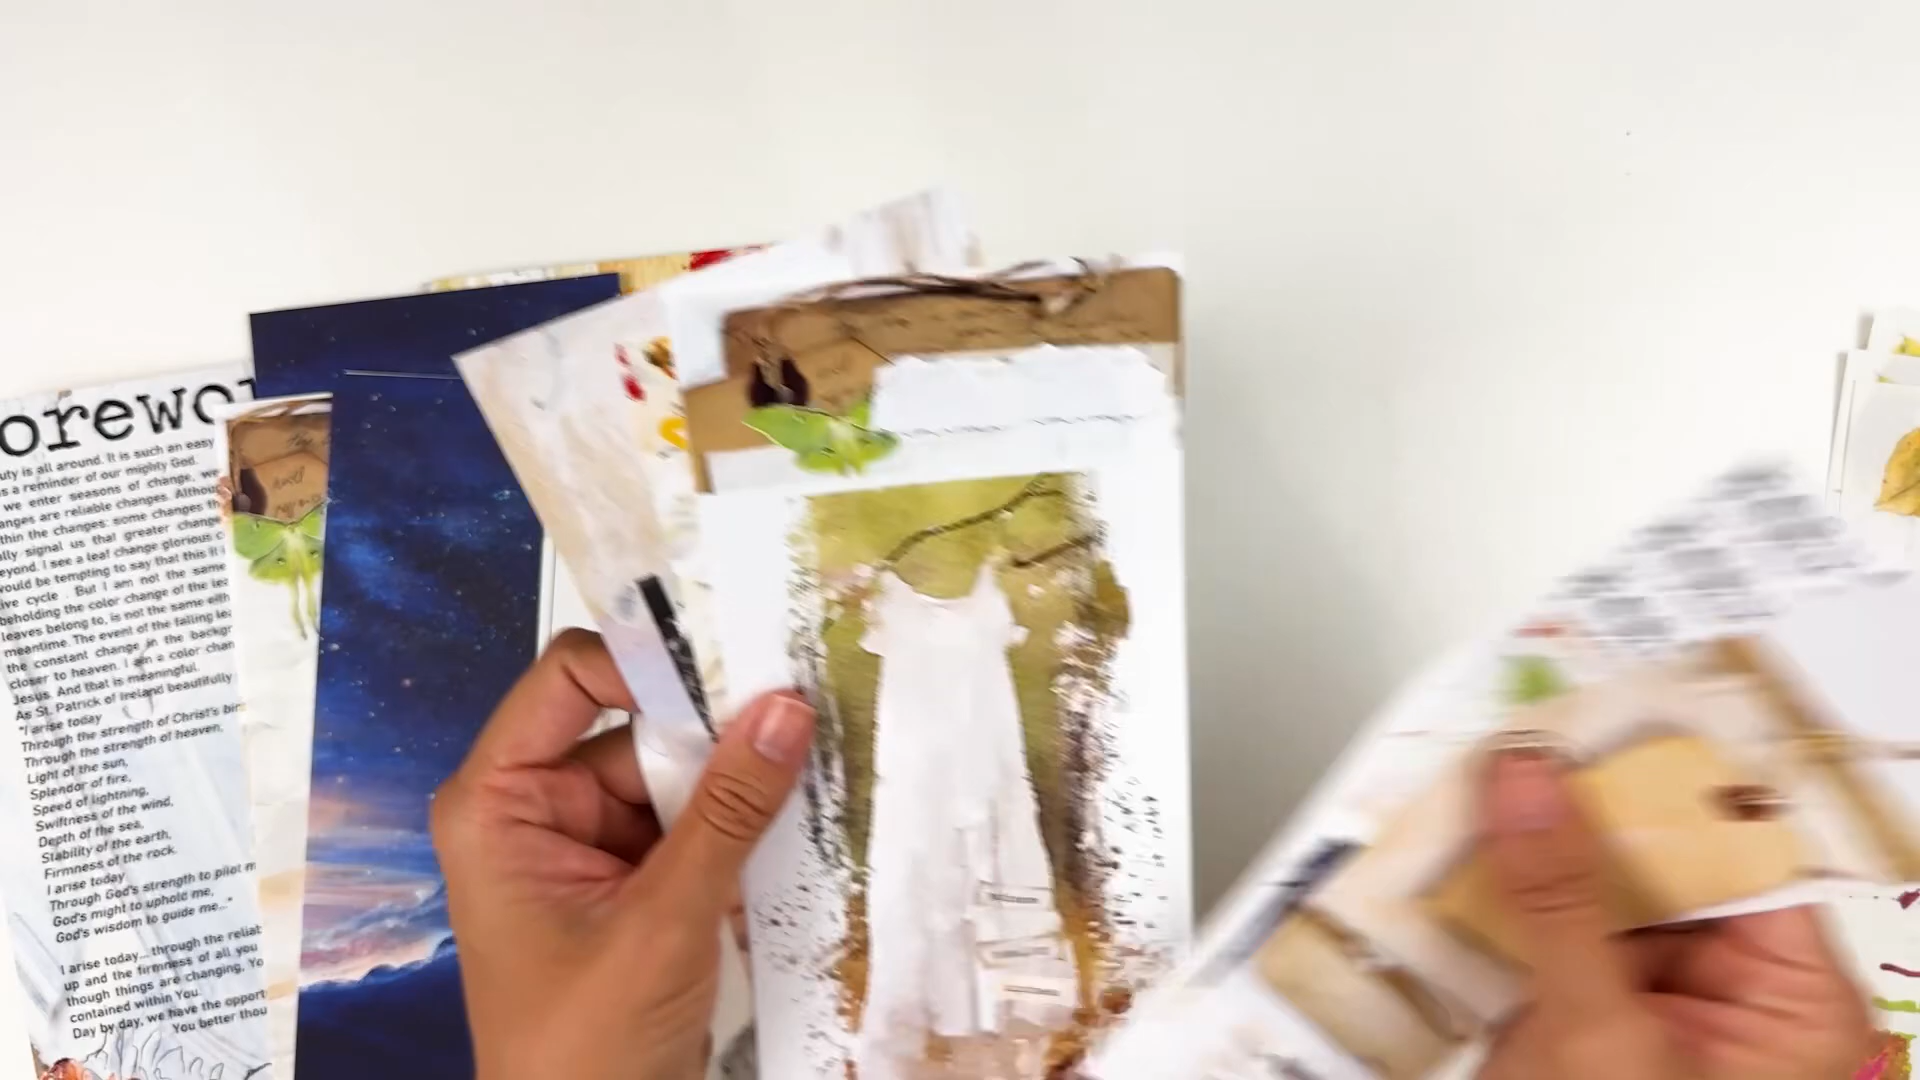 orewo
uty is all around. It is such an easy
s a reminder of our mighty God.
we enter seasons of change, we
anges are reliable changes. Althou
thin the changes: some changes th
lly signal us that greater change
eyond. I see a leaf change glorious c
would be tempting to say that this it i
ive cycle . But I am not the same
beholding the color change of the lea
leaves belong to, is not the same eith
meantime. The event of the falling le
the constant change in the backgr
closer to heaven. I am a color chan
Jesus. And that is meaningful.
As St. Patrick of Ireland beautifully
"I arise today
Through the strength of Christ's bir
Through the strength of heaven,
Light of the sun,
Splendor of fire,
Speed of lightning,
Swiftness of the wind,
Depth of the sea,
Stability of the earth,
Firmness of the rock.
I arise today
Through God's strength to pilot m
God's might to uphold me,
God's wisdom to guide me..."
I arise today... through the reliat
up and the firmness of all you
though things are changing, Yo
contained within You.
Day by day, we have the opport
You better thou